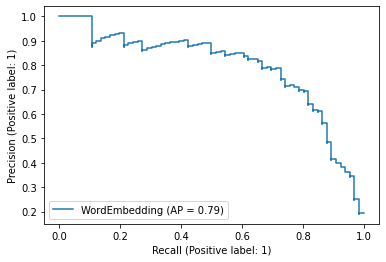 1.0
0.9
0.8
0.7
0.6
0.5
0.4
0.3
0.2
Precision (Positive label: 1)
WordEmbedding (AP = 0.79)
0.0 0.2 0.4 0.6 0.8 1.0
Recall (Positive label: 1)